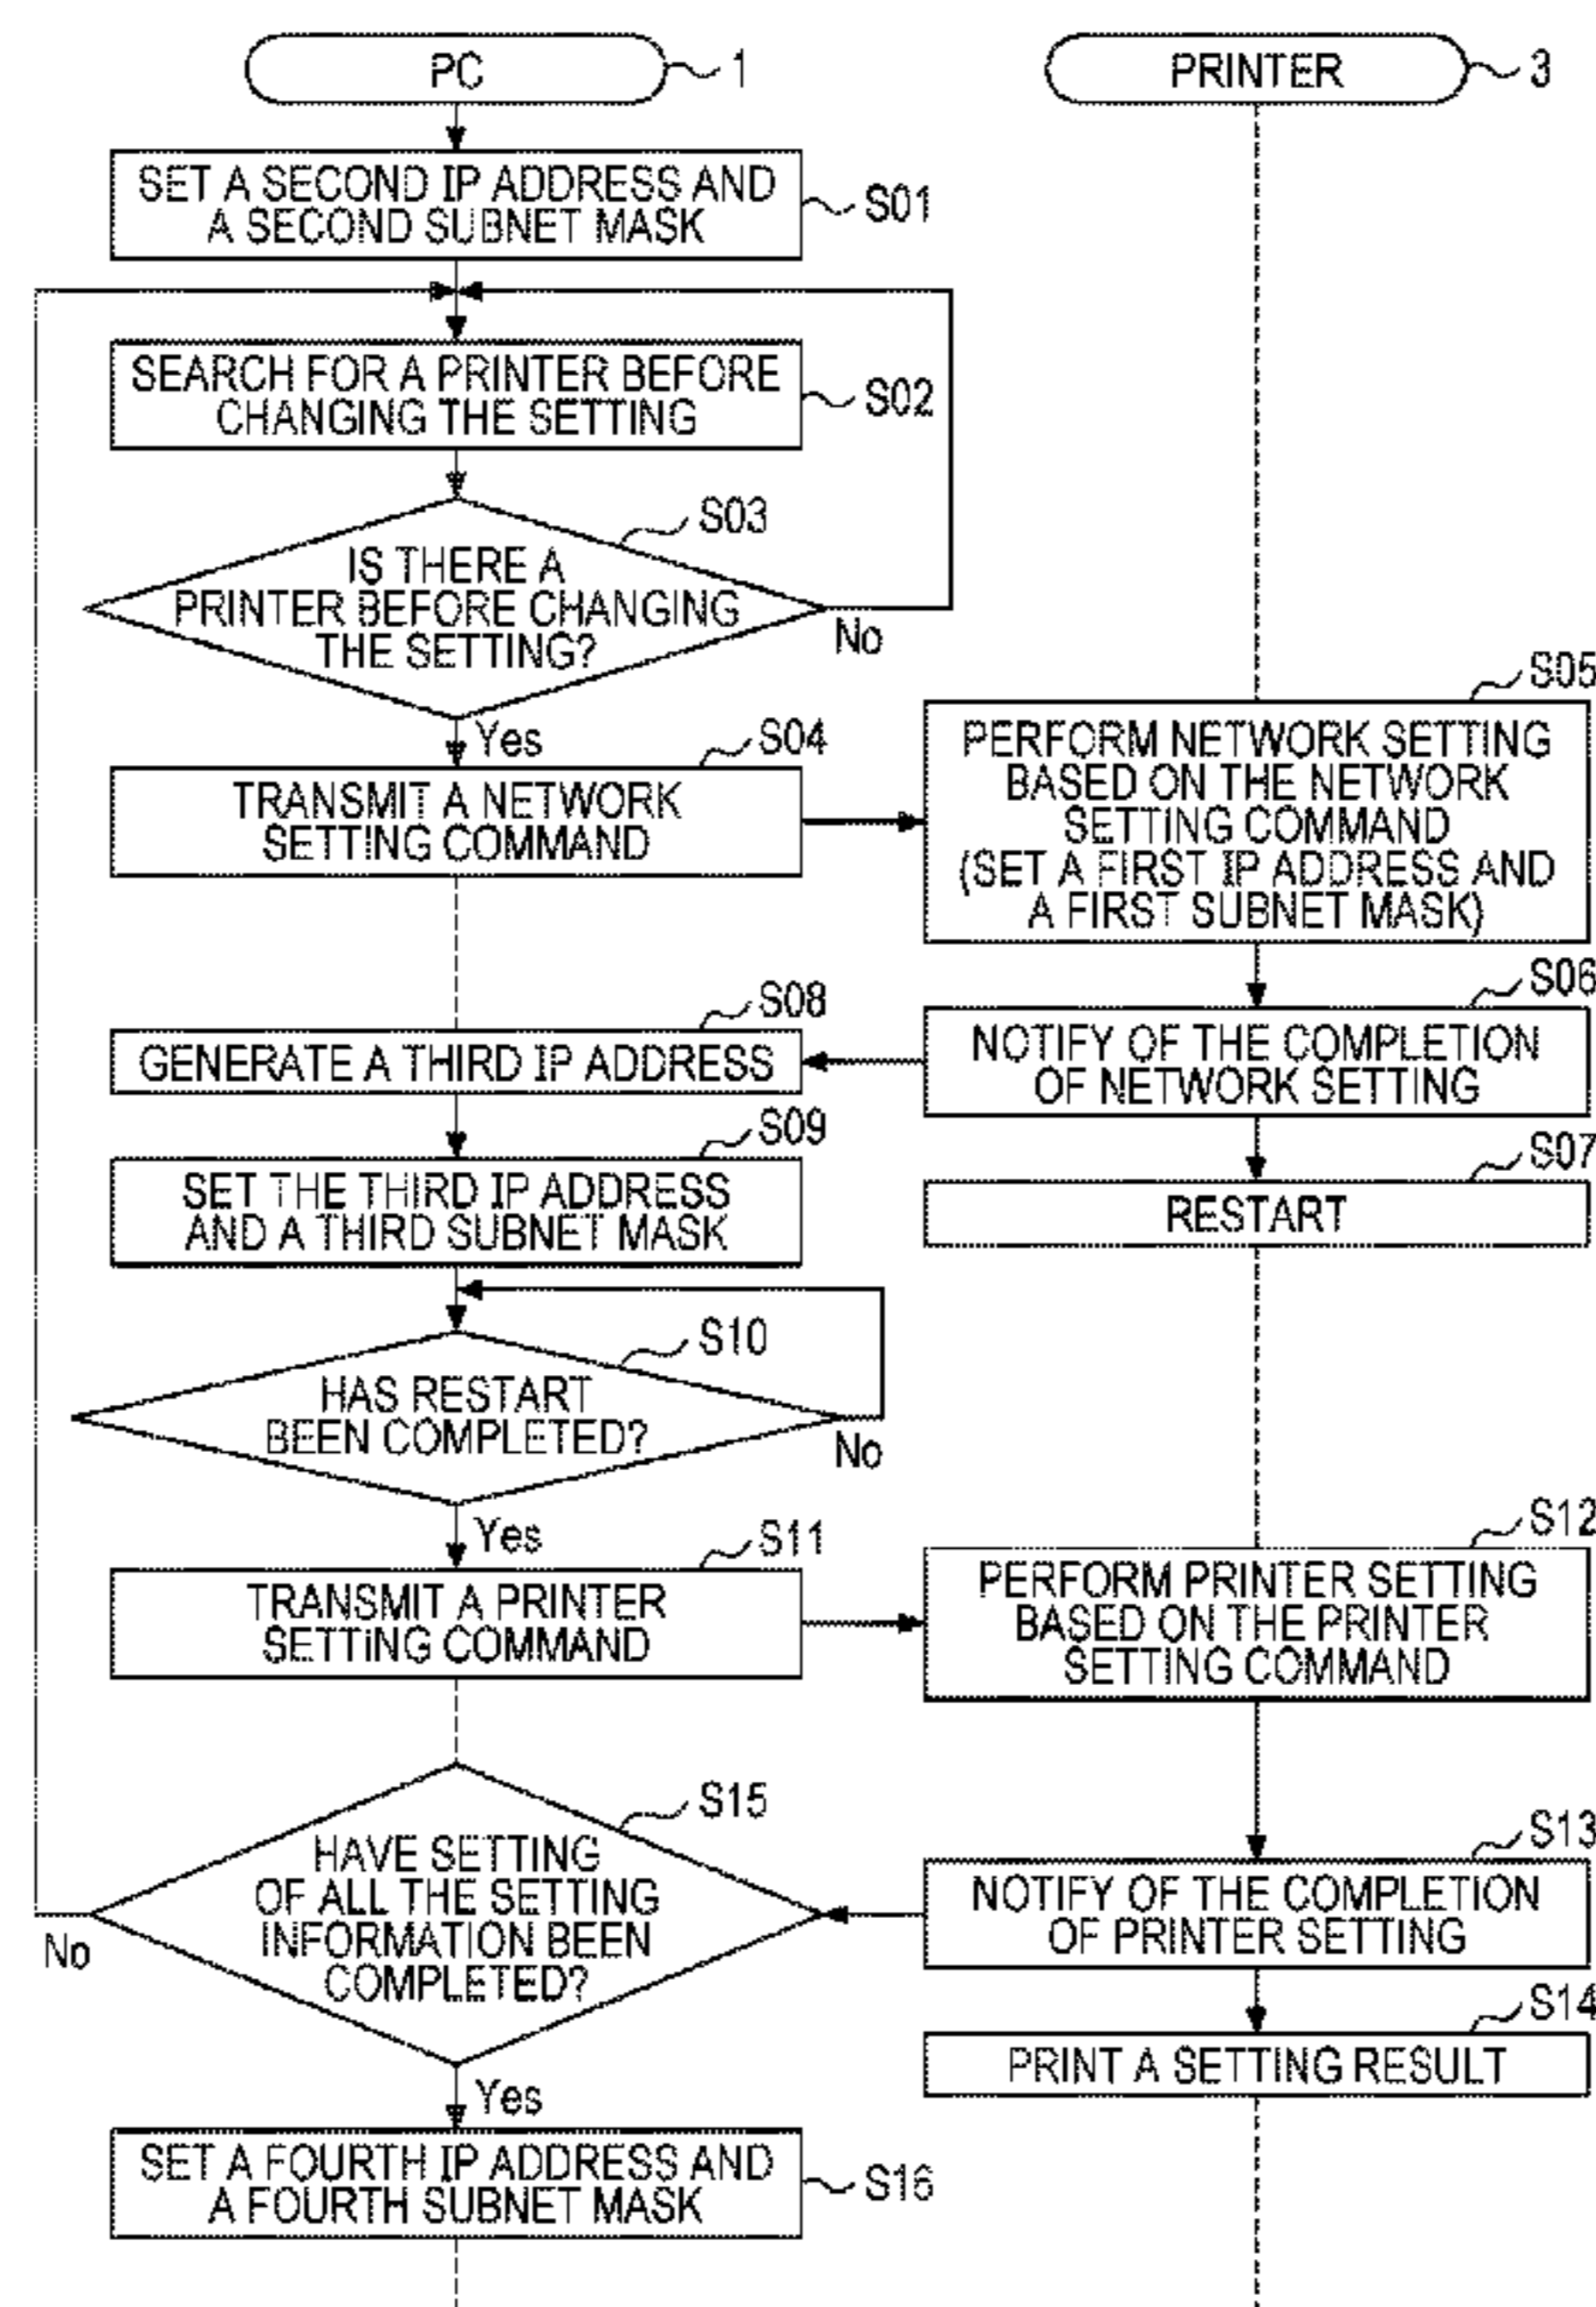 PC
1
PRINTER
3
SET A SECOND IP ADDRESS AND
A SECOND SUBNET MASK
S01
SEARCH FOR A PRINTER BEFORE
CHANGING THE SETTING
S02
S03
IS THERE A
PRINTER BEFORE CHANGING
THE SETTING?
No
Yes
S04
TRANSMIT A NETWORK
SETTING COMMAND
S05
PERFORM NETWORK SETTING
BASED ON THE NETWORK
SETTING COMMAND
(SET A FIRST IP ADDRESS AND
A FIRST SUBNET MASK)
S06
NOTIFY OF THE COMPLETION
OF NETWORK SETTING
S07
RESTART
S08
GENERATE A THIRD IP ADDRESS
S09
SET THE THIRD IP ADDRESS
AND A THIRD SUBNET MASK
S10
HAS RESTART
BEEN COMPLETED?
No
Yes
S11
TRANSMIT A PRINTER
SETTING COMMAND
S12
PERFORM PRINTER SETTING
BASED ON THE PRINTER
SETTING COMMAND
S13
NOTIFY OF THE COMPLETION
OF PRINTER SETTING
S14
PRINT A SETTING RESULT
S15
HAVE SETTING
OF ALL THE SETTING
INFORMATION BEEN
COMPLETED?
No
Yes
SET A FOURTH IP ADDRESS AND
A FOURTH SUBNET MASK
S16